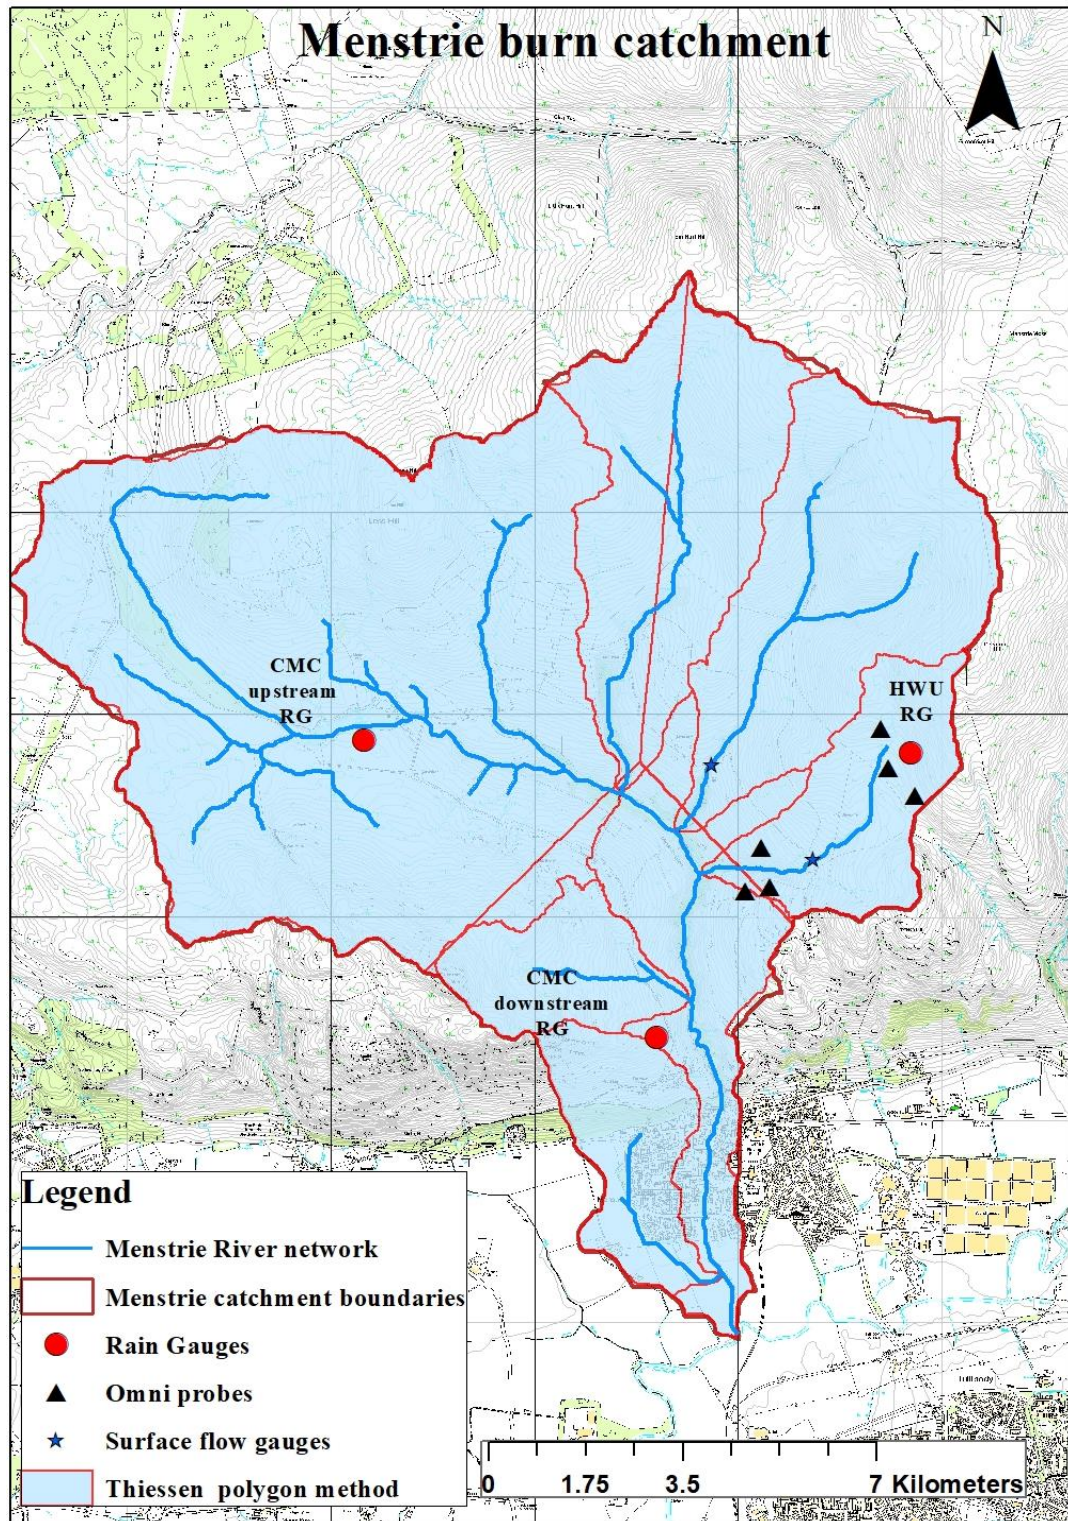 Menstrie burn catchment
N
CMC
upstream
RG
HWU
RG
CMC
downstream
RG
Legend
Menstrie River network
Menstrie catchment boundaries
Rain Gauges
Omni probes
Surface flow gauges
Thiessen polygon method
0 1.75 3.5 7 Kilometers